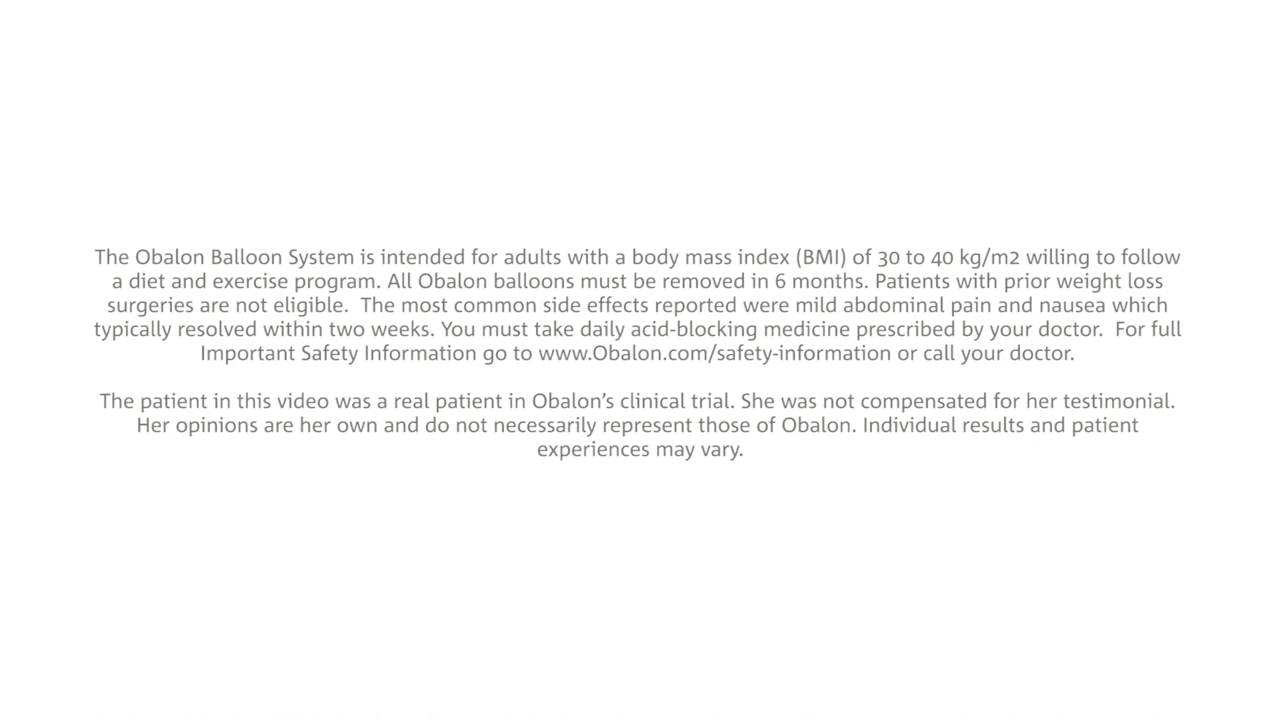 The Obalon Balloon System is intended for adults with a body mass index (BMI) of 30 to 40 kg/m2 willing to follow
a diet and exercise program. All Obalon balloons must be removed in 6 months. Patients with prior weight loss
surgeries are not eligible.  The most common side effects reported were mild abdominal pain and nausea which
typically resolved within two weeks. You must take daily acid-blocking medicine prescribed by your doctor.  For full
Important Safety Information go to www.Obalon.com/safety-information or call your doctor.
The patient in this video was a real patient in Obalon’s clinical trial. She was not compensated for her testimonial.
Her opinions are her own and do not necessarily represent those of Obalon. Individual results and patient
experiences may vary.